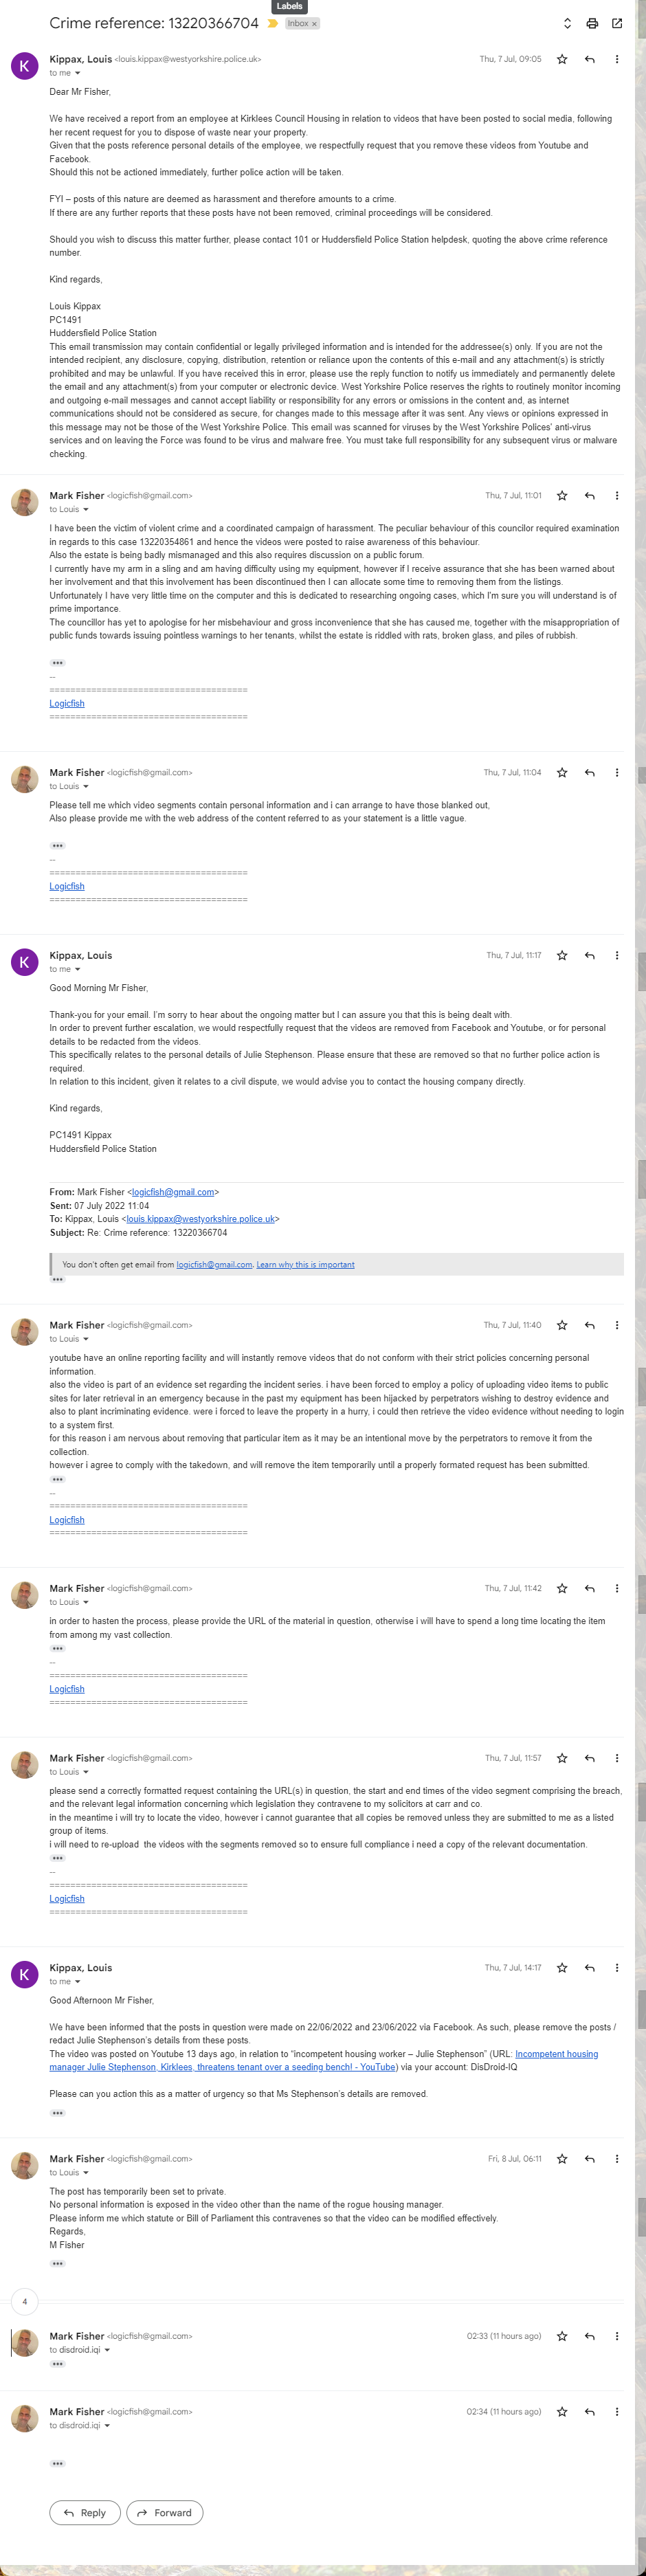 Labels
Crime reference: 13220366704
Inbox ×
K
Kippax, Louis <louis.kippax@westyorkshire.police.uk>
Thu, 7 Jul, 09:05
to me
Dear Mr Fisher,
We have received a report from an employee at Kirklees Council Housing in relation to videos that have been posted to social media, following
her recent request for you to dispose of waste near your property.
Given that the posts reference personal details of the employee, we respectfully request that you remove these videos from Youtube and
Facebook.
Should this not be actioned immediately, further police action will be taken.
FYI – posts of this nature are deemed as harassment and therefore amounts to a crime.
If there are any further reports that these posts have not been removed, criminal proceedings will be considered.
Should you wish to discuss this matter further, please contact 101 or Huddersfield Police Station helpdesk, quoting the above crime reference
number.
Kind regards,
Louis Kippax
PC1491
Huddersfield Police Station
This email transmission may contain confidential or legally privileged information and is intended for the addressee(s) only. If you are not the
intended recipient, any disclosure, copying, distribution, retention or reliance upon the contents of this e-mail and any attachment(s) is strictly
prohibited and may be unlawful. If you have received this in error, please use the reply function to notify us immediately and permanently delete
the email and any attachment(s) from your computer or electronic device. West Yorkshire Police reserves the rights to routinely monitor incoming
and outgoing e-mail messages and cannot accept liability or responsibility for any errors or omissions in the content and, as internet
communications should not be considered as secure, for changes made to this message after it was sent. Any views or opinions expressed in
this message may not be those of the West Yorkshire Police. This email was scanned for viruses by the West Yorkshire Polices' anti-virus
services and on leaving the Force was found to be virus and malware free. You must take full responsibility for any subsequent virus or malware
checking.
Mark Fisher <logicfish@gmail.com>
Thu, 7 Jul, 11:01
to Louis
I have been the victim of violent crime and a coordinated campaign of harassment. The peculiar behaviour of this councilor required examination
in regards to this case 13220354861 and hence the videos were posted to raise awareness of this behaviour.
Also the estate is being badly mismanaged and this also requires discussion on a public forum.
I currently have my arm in a sling and am having difficulty using my equipment, however if I receive assurance that she has been warned about
her involvement and that this involvement has been discontinued then I can allocate some time to removing them from the listings.
Unfortunately I have very little time on the computer and this is dedicated to researching ongoing cases, which I'm sure you will understand is of
prime importance.
The councillor has yet to apologise for her misbehaviour and gross inconvenience that she has caused me, together with the misappropriation of
public funds towards issuing pointless warnings to her tenants, whilst the estate is riddled with rats, broken glass, and piles of rubbish.
--
======================================
Logicfish
======================================
Mark Fisher <logicfish@gmail.com>
Thu, 7 Jul, 11:04
to Louis
Please tell me which video segments contain personal information and i can arrange to have those blanked out,
Also please provide me with the web address of the content referred to as your statement is a little vague.
--
======================================
Logicfish
======================================
K
Kippax, Louis
Thu, 7 Jul, 11:17
to me
Good Morning Mr Fisher,
Thank-you for your email. I'm sorry to hear about the ongoing matter but I can assure you that this is being dealt with.
In order to prevent further escalation, we would respectfully request that the videos are removed from Facebook and Youtube, or for personal
details to be redacted from the videos.
This specifically relates to the personal details of Julie Stephenson. Please ensure that these are removed so that no further police action is
required.
In relation to this incident, given it relates to a civil dispute, we would advise you to contact the housing company directly.
Kind regards,
PC1491 Kippax
Huddersfield Police Station
From: Mark Fisher <logicfish@gmail.com>
Sent: 07 July 2022 11:04
To: Kippax, Louis <louis.kippax@westyorkshire.police.uk>
Subject: Re: Crime reference: 13220366704
You don't often get email from logicfish@gmail.com. Learn why this is important
Mark Fisher <logicfish@gmail.com>
Thu, 7 Jul, 11:40
to Louis
youtube have an online reporting facility and will instantly remove videos that do not conform with their strict policies concerning personal
information.
also the video is part of an evidence set regarding the incident series. i have been forced to employ a policy of uploading video items to public
sites for later retrieval in an emergency because in the past my equipment has been hijacked by perpetrators wishing to destroy evidence and
also to plant incriminating evidence. were i forced to leave the property in a hurry, i could then retrieve the video evidence without needing to login
to a system first.
for this reason i am nervous about removing that particular item as it may be an intentional move by the perpetrators to remove it from the
collection.
however i agree to comply with the takedown, and will remove the item temporarily until a properly formated request has been submitted.
--
======================================
Logicfish
======================================
Mark Fisher <logicfish@gmail.com>
Thu, 7 Jul, 11:42
to Louis
in order to hasten the process, please provide the URL of the material in question, otherwise i will have to spend a long time locating the item
from among my vast collection.
--
======================================
Logicfish
======================================
Mark Fisher <logicfish@gmail.com>
Thu, 7 Jul, 11:57
to Louis
please send a correctly formatted request containing the URL(s) in question, the start and end times of the video segment comprising the breach,
and the relevant legal information concerning which legislation they contravene to my solicitors at carr and co.
in the meantime i will try to locate the video, however i cannot guarantee that all copies be removed unless they are submitted to me as a listed
group of items.
i will need to re-upload the videos with the segments removed so to ensure full compliance i need a copy of the relevant documentation.
--
======================================
Logicfish
======================================
K
Kippax, Louis
Thu, 7 Jul, 14:17
to me
Good Afternoon Mr Fisher,
We have been informed that the posts in question were made on 22/06/2022 and 23/06/2022 via Facebook. As such, please remove the posts /
redact Julie Stephenson's details from these posts.
The video was posted on Youtube 13 days ago, in relation to “incompetent housing worker – Julie Stephenson” (URL: Incompetent housing
manager Julie Stephenson, Kirklees, threatens tenant over a seeding bench! - YouTube) via your account: DisDroid-IQ
Please can you action this as a matter of urgency so that Ms Stephenson's details are removed.
Mark Fisher <logicfish@gmail.com>
Fri, 8 Jul, 06:11
to Louis
The post has temporarily been set to private.
No personal information is exposed in the video other than the name of the rogue housing manager.
Please inform me which statute or Bill of Parliament this contravenes so that the video can be modified effectively.
Regards,
M Fisher
4
Mark Fisher <logicfish@gmail.com>
02:33 (11 hours ago)
to disdroid.iqi
Mark Fisher <logicfish@gmail.com>
02:34 (11 hours ago)
to disdroid.iqi
Reply
Forward